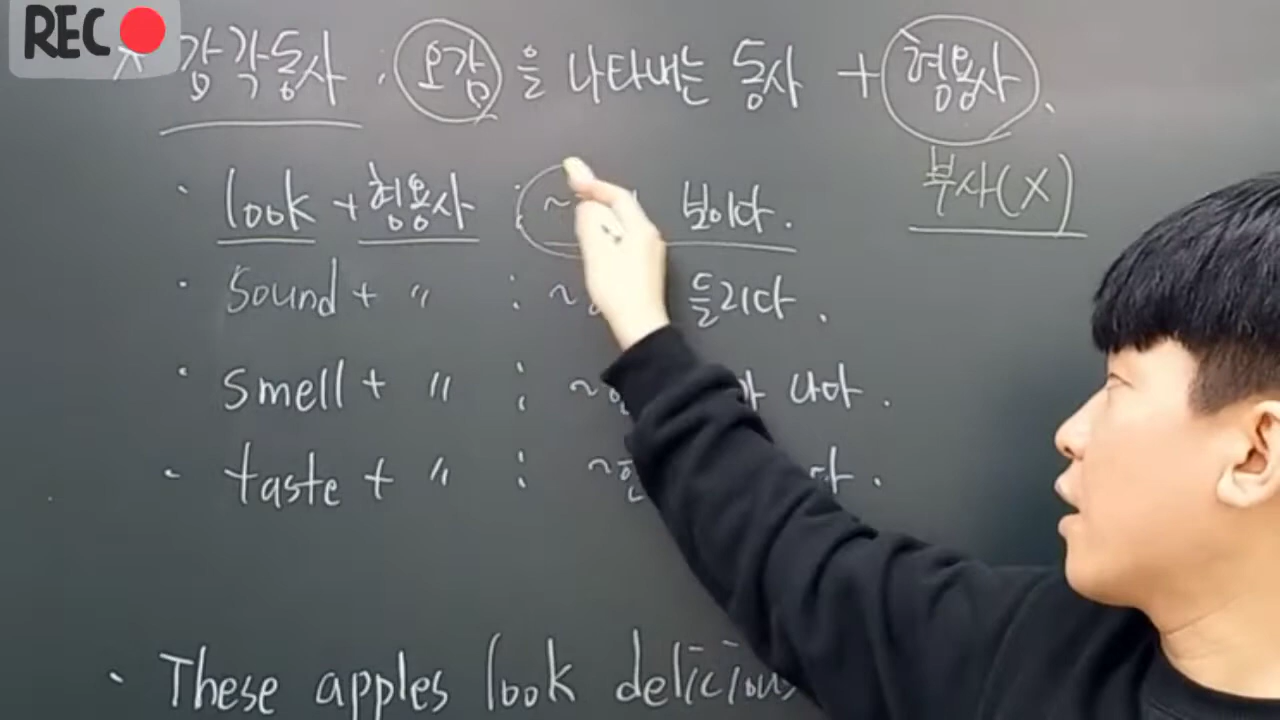 REC
* 감각동사 : 오감을 나타내는 동사 + 형용사.
부사(X)
· look + 형용사 : ~ 보이다.
· Sound + 〃 : ~ 들리다.
· smell + 〃 : ~한 나아.
· taste + 〃 : ~한 다.
· These apples look delicious